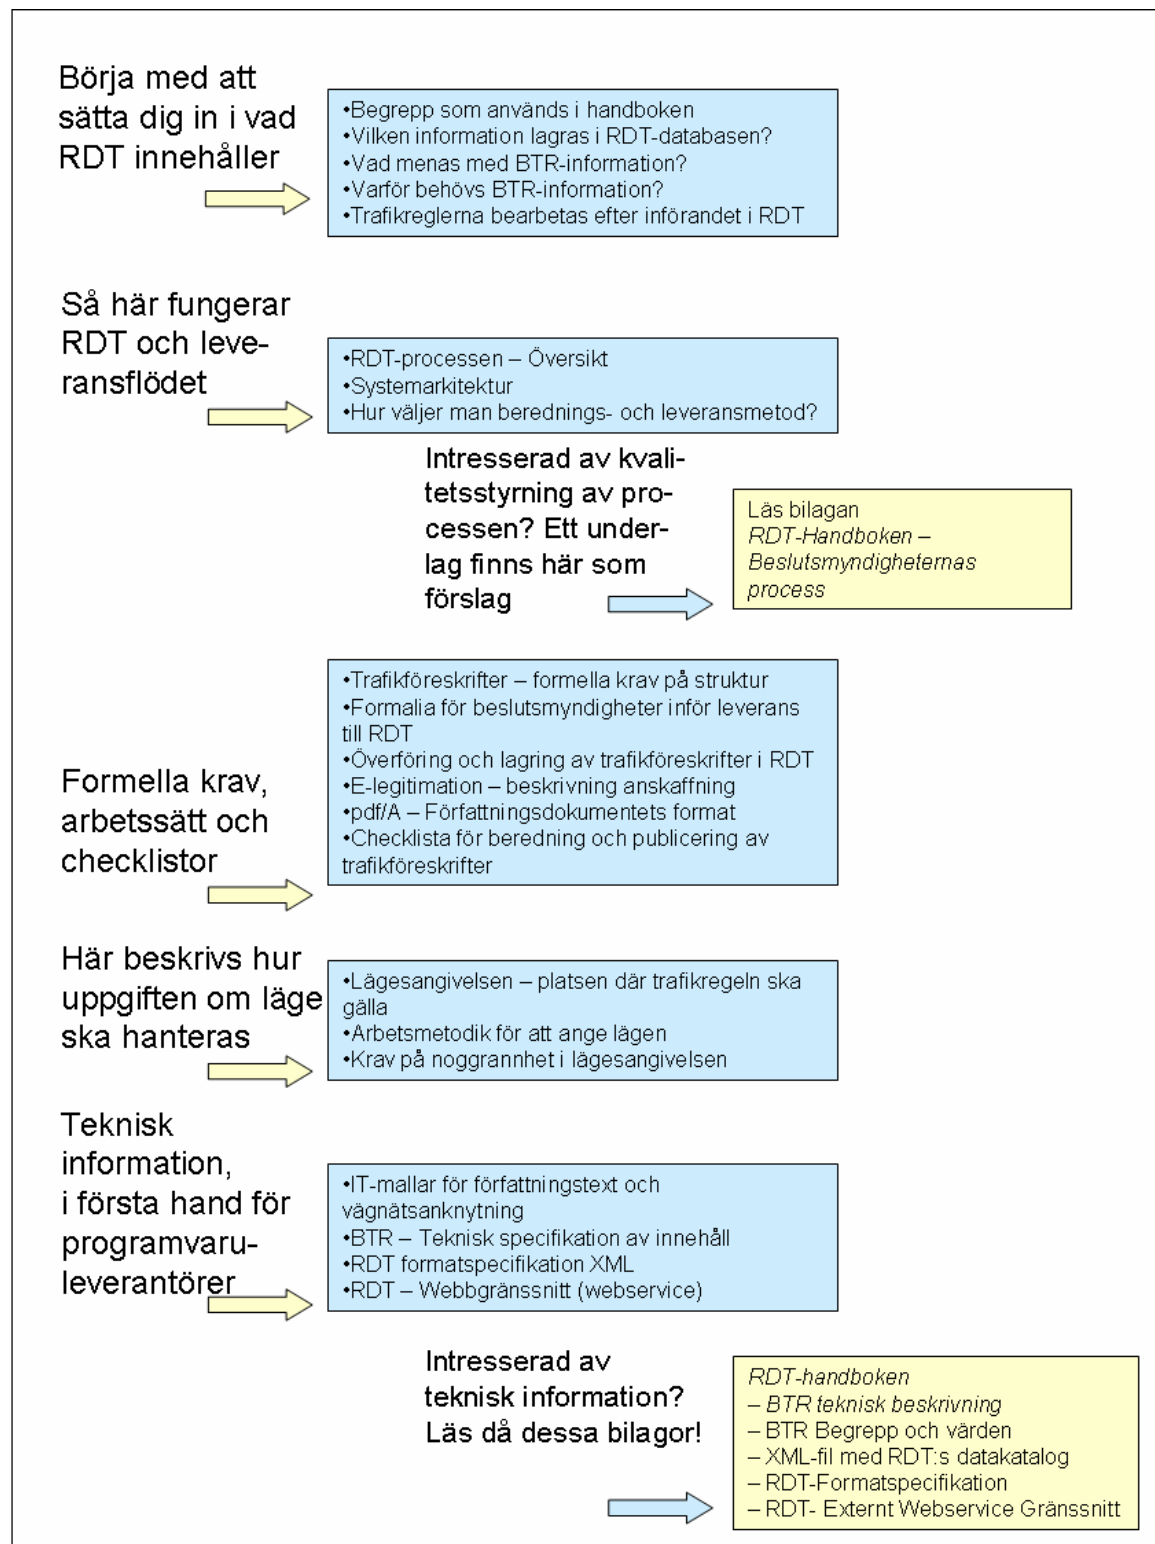 Börja med att
sätta dig in i vad
RDT innehåller
•Begrepp som används i handboken
•Vilken information lagras i RDT-databasen?
•Vad menas med BTR-information?
•Varför behövs BTR-information?
•Trafikreglerna bearbetas efter införandet i RDT
Så här fungerar
RDT och leve-
ransflödet
•RDT-processen – Översikt
•Systemarkitektur
•Hur väljer man berednings- och leveransmetod?
Intresserad av kvali-
tetsstyrning av pro-
cessen? Ett under-
lag finns här som
förslag
Läs bilagan
RDT-Handboken –
Beslutsmyndigheternas
process
Formella krav,
arbetssätt och
checklistor
•Trafikföreskrifter – formella krav på struktur
•Formalia för beslutsmyndigheter inför leverans
till RDT
•Överföring och lagring av trafikföreskrifter i RDT
•E-legitimation – beskrivning anskaffning
•pdf/A – Författningsdokumentets format
•Checklista för beredning och publicering av
trafikföreskrifter
Här beskrivs hur
uppgiften om läge
ska hanteras
•Lägesangivelsen – platsen där trafikregeln ska
gälla
•Arbetsmetodik för att ange lägen
•Krav på noggrannhet i lägesangivelsen
Teknisk
information,
i första hand för
programvaru-
leverantörer
•IT-mallar för författningstext och
vägnätsanknytning
•BTR – Teknisk specifikation av innehåll
•RDT formatspecifikation XML
•RDT – Webbgränssnitt (webservice)
Intresserad av
teknisk information?
Läs då dessa bilagor!
RDT-handboken
– BTR teknisk beskrivning
– BTR Begrepp och värden
– XML-fil med RDT:s datakatalog
– RDT-Formatspecifikation
– RDT- Externt Webservice Gränssnitt